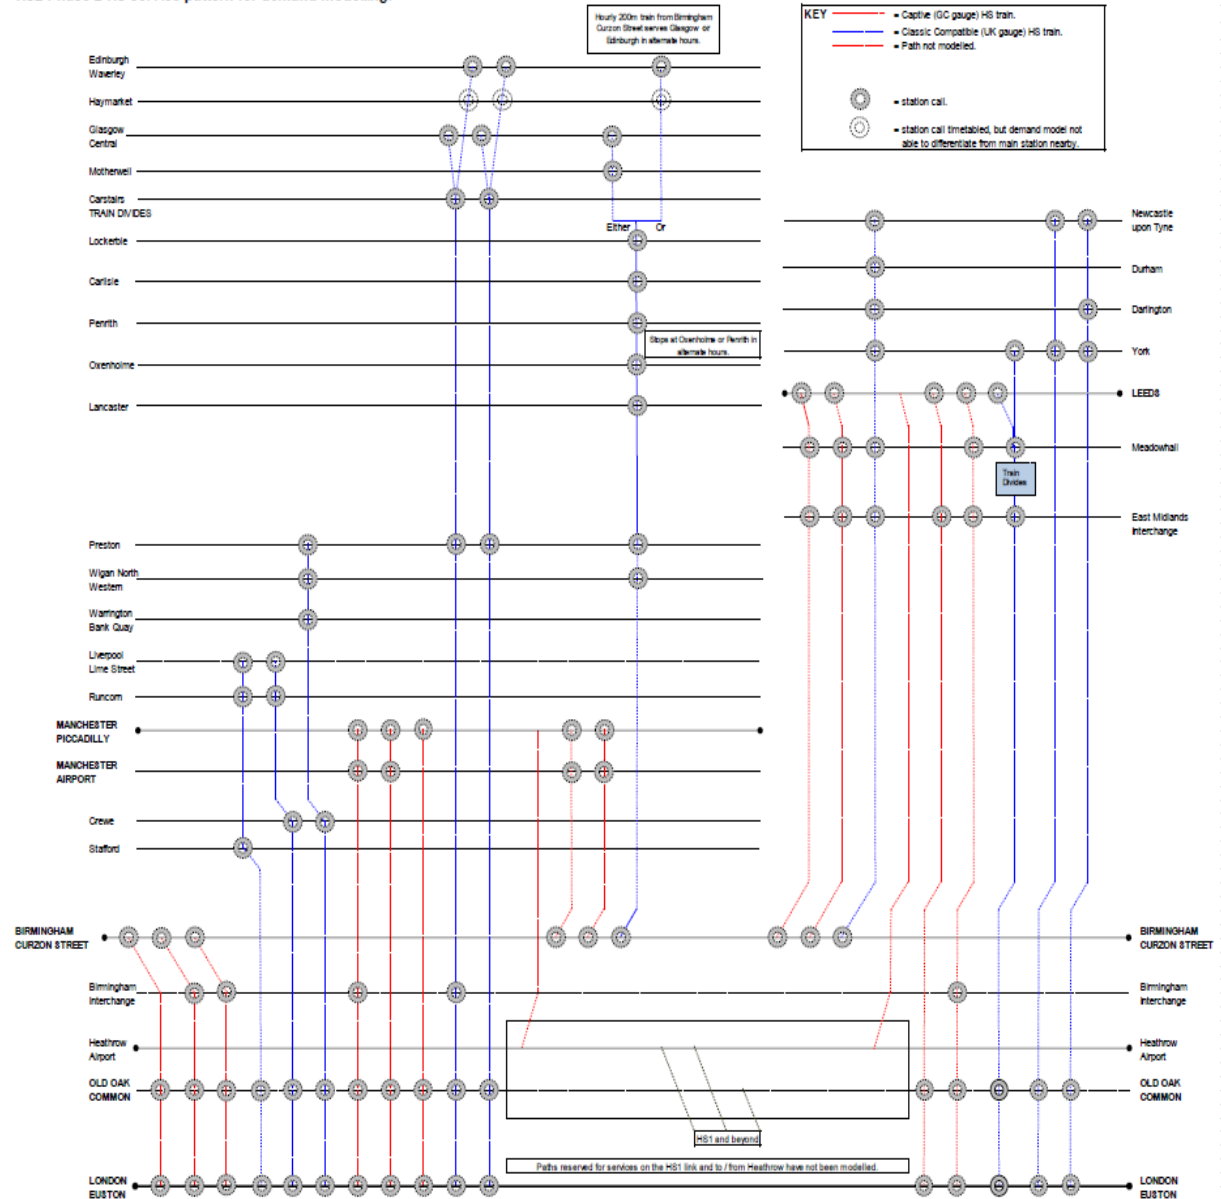 Hourly 200m train from Birmingham
Curzon Street serves Glasgow or
Edinburgh in alternate hours.
KEY
= Captive (GC gauge) HS train.
= Classic Compatible (UK gauge) HS train.
= Path not modelled.
= station call.
= station call timetabled, but demand model not
able to differentiate from main station nearby.
Edinburgh
Waverley
Haymarket
Glasgow
Central
Motherwell
Carstairs
TRAIN DIVIDES
Either
Or
Lockerbie
Carlisle
Penrith
Stops at Oxenholme or Penrith in
alternate hours.
Oxenholme
Lancaster
Newcastle
upon Tyne
Durham
Darlington
York
LEEDS
Meadowhall
Train
Divides
East Midlands
Interchange
Preston
Wigan North
Western
Warrington
Bank Quay
Liverpool
Lime Street
Runcorn
MANCHESTER
PICCADILLY
MANCHESTER
AIRPORT
Crewe
Stafford
BIRMINGHAM
CURZON STREET
BIRMINGHAM
CURZON STREET
Birmingham
Interchange
Birmingham
Interchange
Heathrow
Airport
Heathrow
Airport
OLD OAK
COMMON
OLD OAK
COMMON
HS1 and beyond
Paths reserved for services on the HS1 link and to / from Heathrow have not been modelled.
LONDON
EUSTON
LONDON
EUSTON